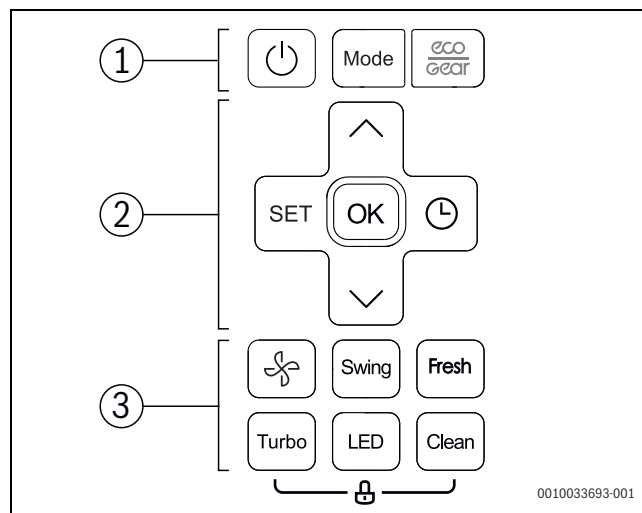 1 Mode eco
Gear
2 SET OK
3 Swing Fresh
Turbo LED Clean
0010033693-001